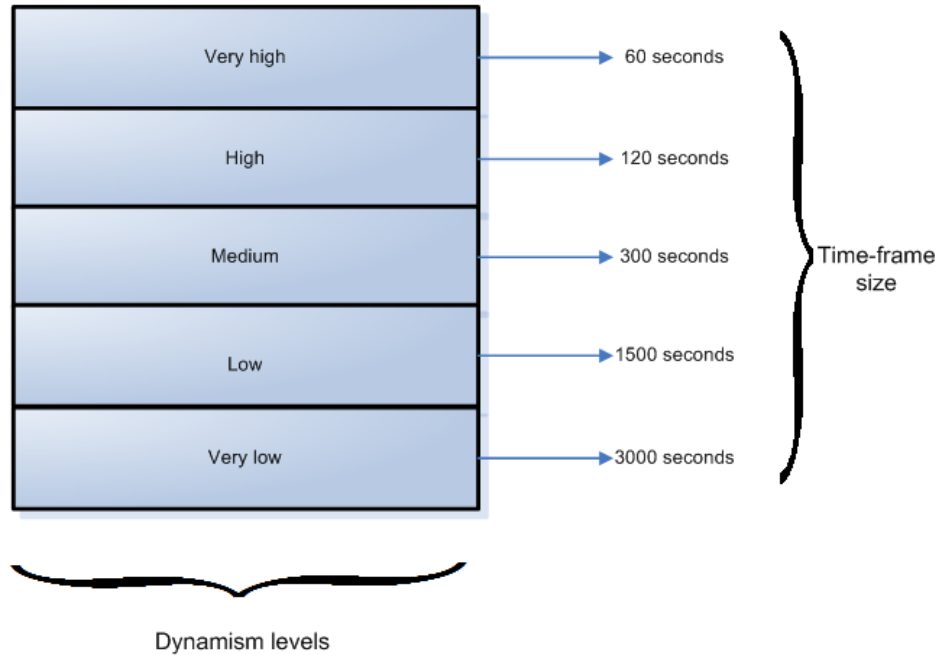 Very high
60 seconds
High
120 seconds
Medium
300 seconds
Time-frame
size
Low
1500 seconds
Very low
3000 seconds
Dynamism levels